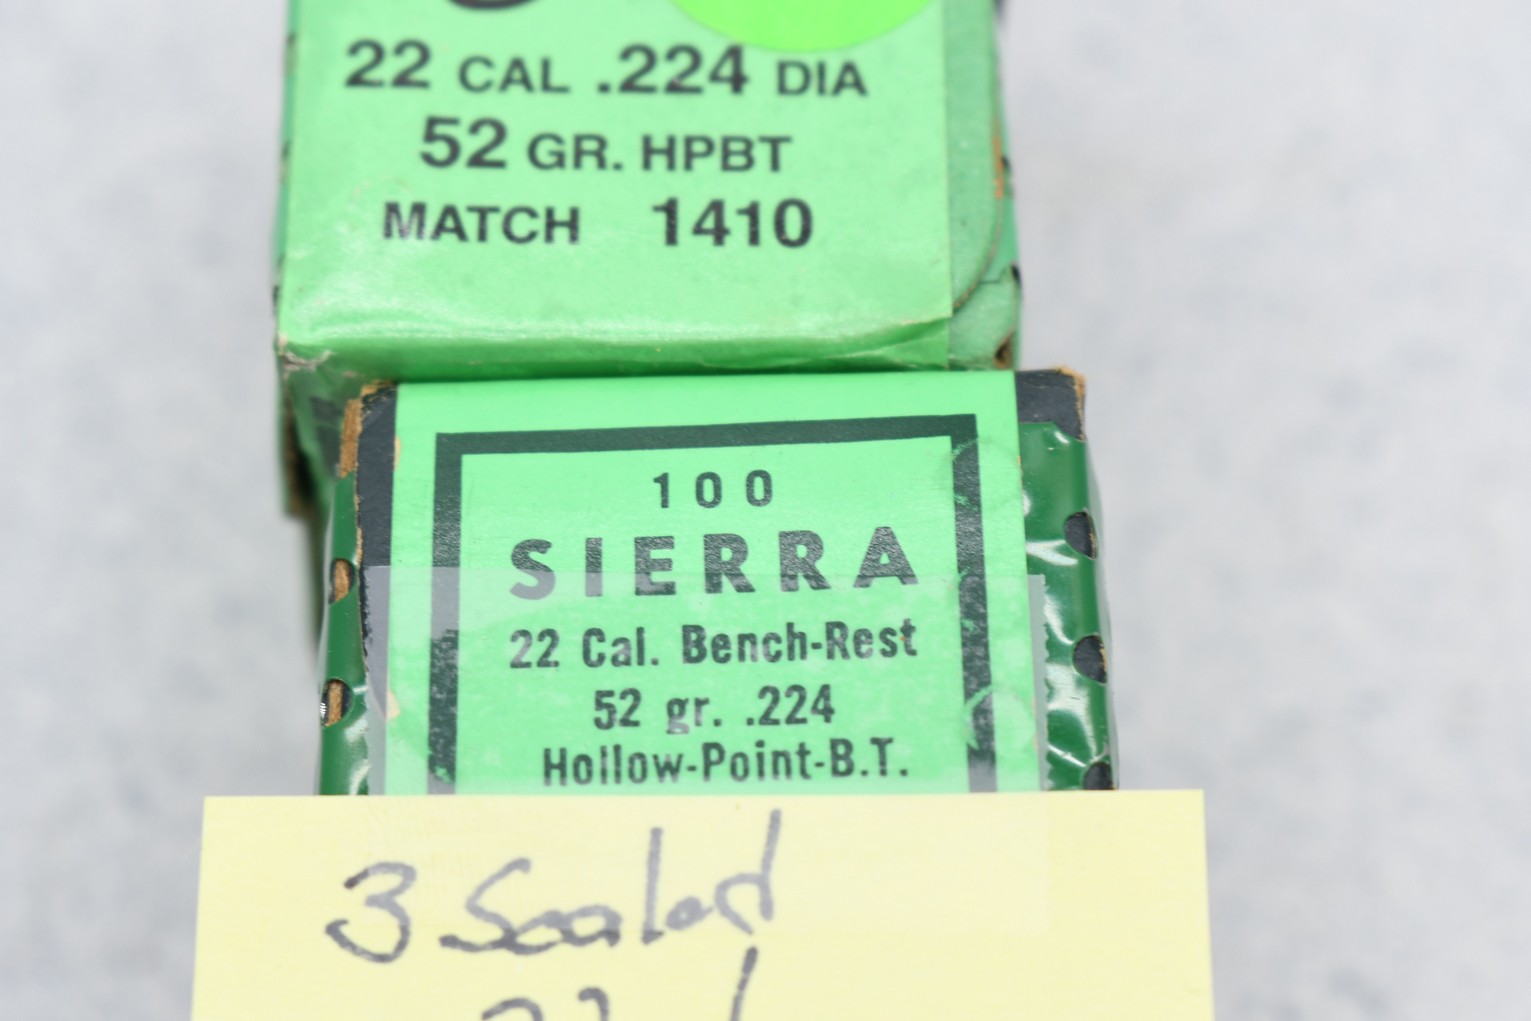 22 CAL .224 DIA
52 GR. HPBT
MATCH 1410
100
SIERRA
22 Cal. Bench-Rest
52 gr. .224
Hollow-Point-B.T.
3 Sealed